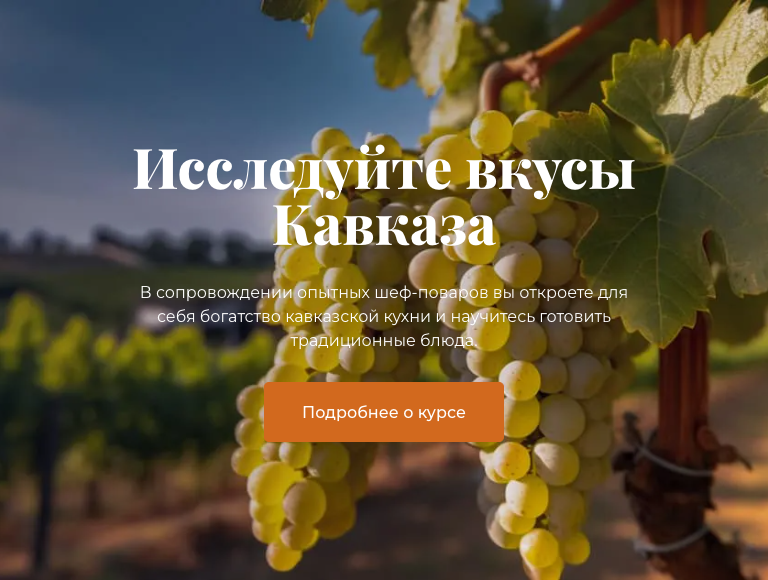 Исследуйте вкусы
Кавказа
В сопровождении опытных шеф-поваров вы откроете для
себя богатство кавказской кухни и научитесь готовить
традиционные блюда.
Подробнее о курсе